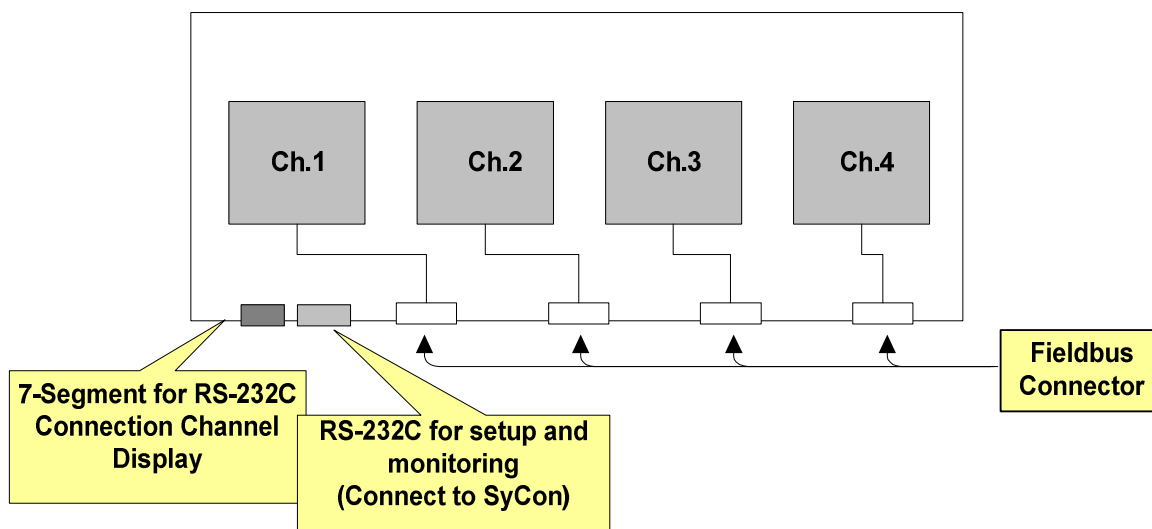 Ch.1
Ch.2
Ch.3
Ch.4
7-Segment for RS-232C
Connection Channel
Display
RS-232C for setup and
monitoring
(Connect to SyCon)
Fieldbus
Connector